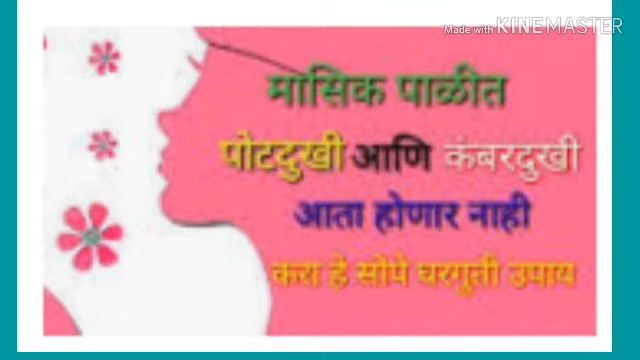 Made with KINEMASTER
मासिक पाळीत
पोटदुखी आणि कंबरदुखी
आता होणार नाही
करा हे सोपे घरगुती उपाय